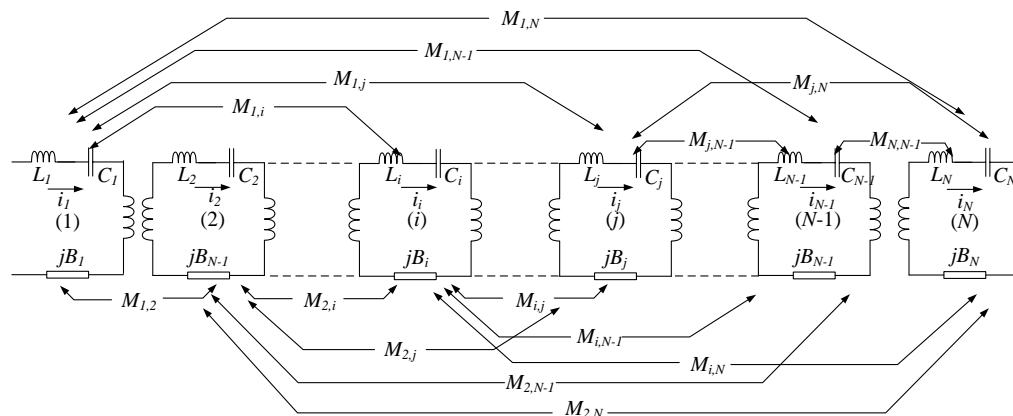 M1,N
M1,N-1
M1,j
Mj,N
M1,i
Mj,N-1
MN,N-1
L1 C1 L2 C2 Li Ci Lj Cj LN-1 CN-1 LN CN
i1 i2 ii ij iN-1 iN
(1) (2) (i) (j) (N-1) (N)
jB1 jBN-1 jBi jBj jBN-1 jBN
M1,2 M2,i Mi,j
Mi,N-1
M2,j
Mi,N
M2,N-1
M2,N